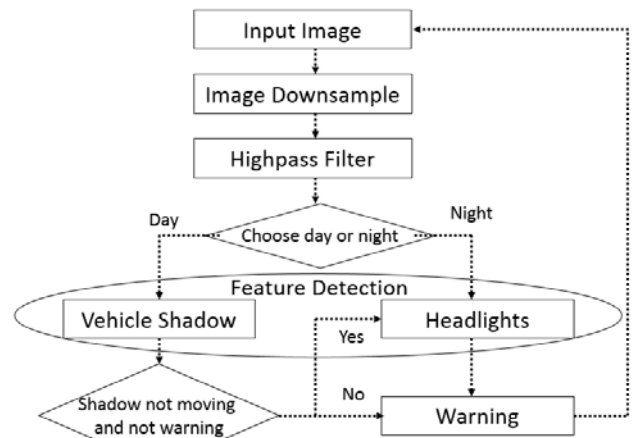 Input Image
Image Downsample
Highpass Filter
Day
Night
Choose day or night
Feature Detection
Vehicle Shadow
Headlights
Yes
Shadow not moving
and not warning
No
Warning